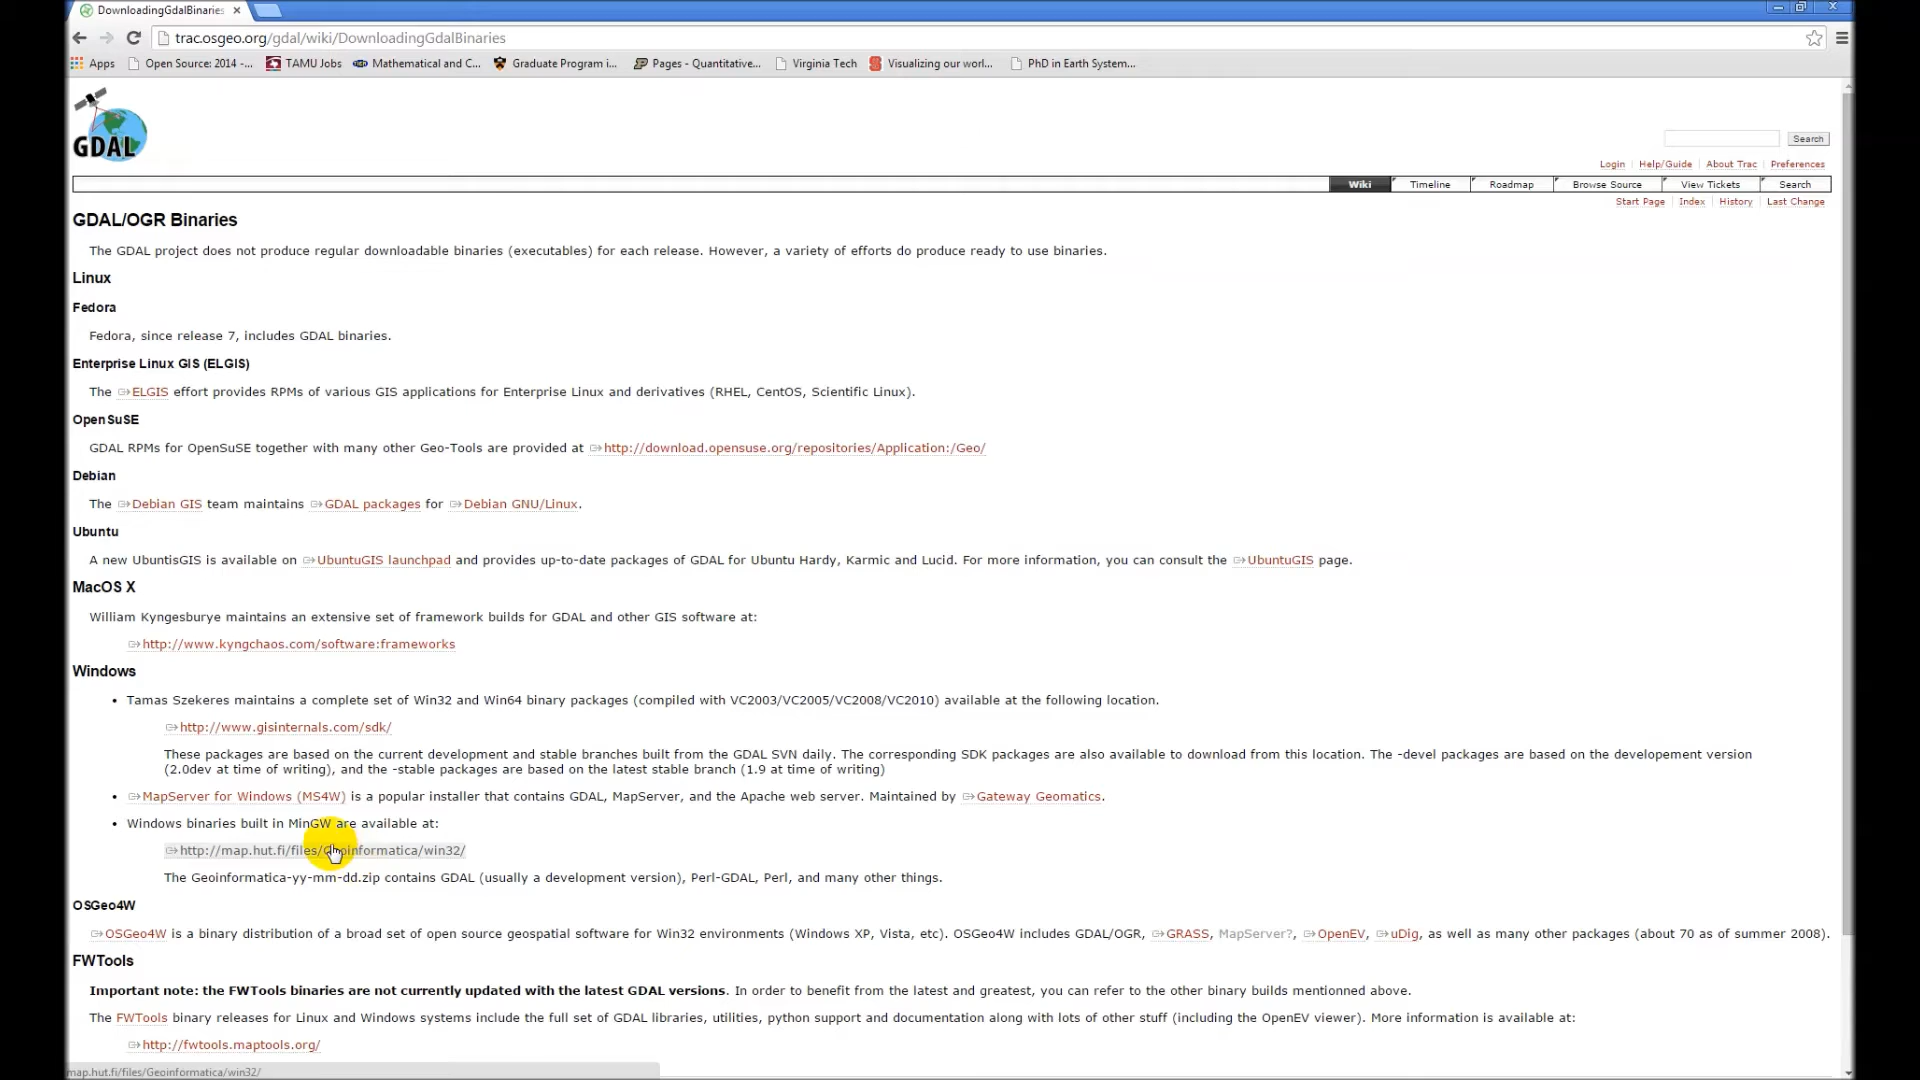 DownloadingGdalBinaries
trac.osgeo.org/gdal/wiki/DownloadingGdalBinaries
Apps Open Source: 2014 -... TAMU Jobs Mathematical and C... Graduate Program i... Pages - Quantitative... Virginia Tech Visualizing our worl... PhD in Earth System...
GDAL
Search
Login Help/Guide About Trac Preferences
Wiki Timeline Roadmap Browse Source View Tickets Search
Start Page Index History Last Change
GDAL/OGR Binaries
The GDAL project does not produce regular downloadable binaries (executables) for each release. However, a variety of efforts do produce ready to use binaries.
Linux
Fedora
Fedora, since release 7, includes GDAL binaries.
Enterprise Linux GIS (ELGIS)
The ELGIS effort provides RPMs of various GIS applications for Enterprise Linux and derivatives (RHEL, CentOS, Scientific Linux).
OpenSuSE
GDAL RPMs for OpenSuSE together with many other Geo-Tools are provided at http://download.opensuse.org/repositories/Application:/Geo/
Debian
The Debian GIS team maintains GDAL packages for Debian GNU/Linux.
Ubuntu
A new UbuntisGIS is available on UbuntuGIS launchpad and provides up-to-date packages of GDAL for Ubuntu Hardy, Karmic and Lucid. For more information, you can consult the UbuntuGIS page.
MacOS X
William Kyngesburye maintains an extensive set of framework builds for GDAL and other GIS software at:
http://www.kyngchaos.com/software:frameworks
Windows
• Tamas Szekeres maintains a complete set of Win32 and Win64 binary packages (compiled with VC2003/VC2005/VC2008/VC2010) available at the following location.
http://www.gisinternals.com/sdk/
These packages are based on the current development and stable branches built from the GDAL SVN daily. The corresponding SDK packages are also available to download from this location. The -devel packages are based on the developement version
(2.0dev at time of writing), and the -stable packages are based on the latest stable branch (1.9 at time of writing)
• MapServer for Windows (MS4W) is a popular installer that contains GDAL, MapServer, and the Apache web server. Maintained by Gateway Geomatics.
• Windows binaries built in MinGW are available at:
http://map.hut.fi/files/Geoinformatica/win32/
The Geoinformatica-yy-mm-dd.zip contains GDAL (usually a development version), Perl-GDAL, Perl, and many other things.
OSGeo4W
OSGeo4W is a binary distribution of a broad set of open source geospatial software for Win32 environments (Windows XP, Vista, etc). OSGeo4W includes GDAL/OGR, GRASS, MapServer?, OpenEV, uDig, as well as many other packages (about 70 as of summer 2008).
FWTools
Important note: the FWTools binaries are not currently updated with the latest GDAL versions. In order to benefit from the latest and greatest, you can refer to the other binary builds mentionned above.
The FWTools binary releases for Linux and Windows systems include the full set of GDAL libraries, utilities, python support and documentation along with lots of other stuff (including the OpenEV viewer). More information is available at:
http://fwtools.maptools.org/
map.hut.fi/files/Geoinformatica/win32/